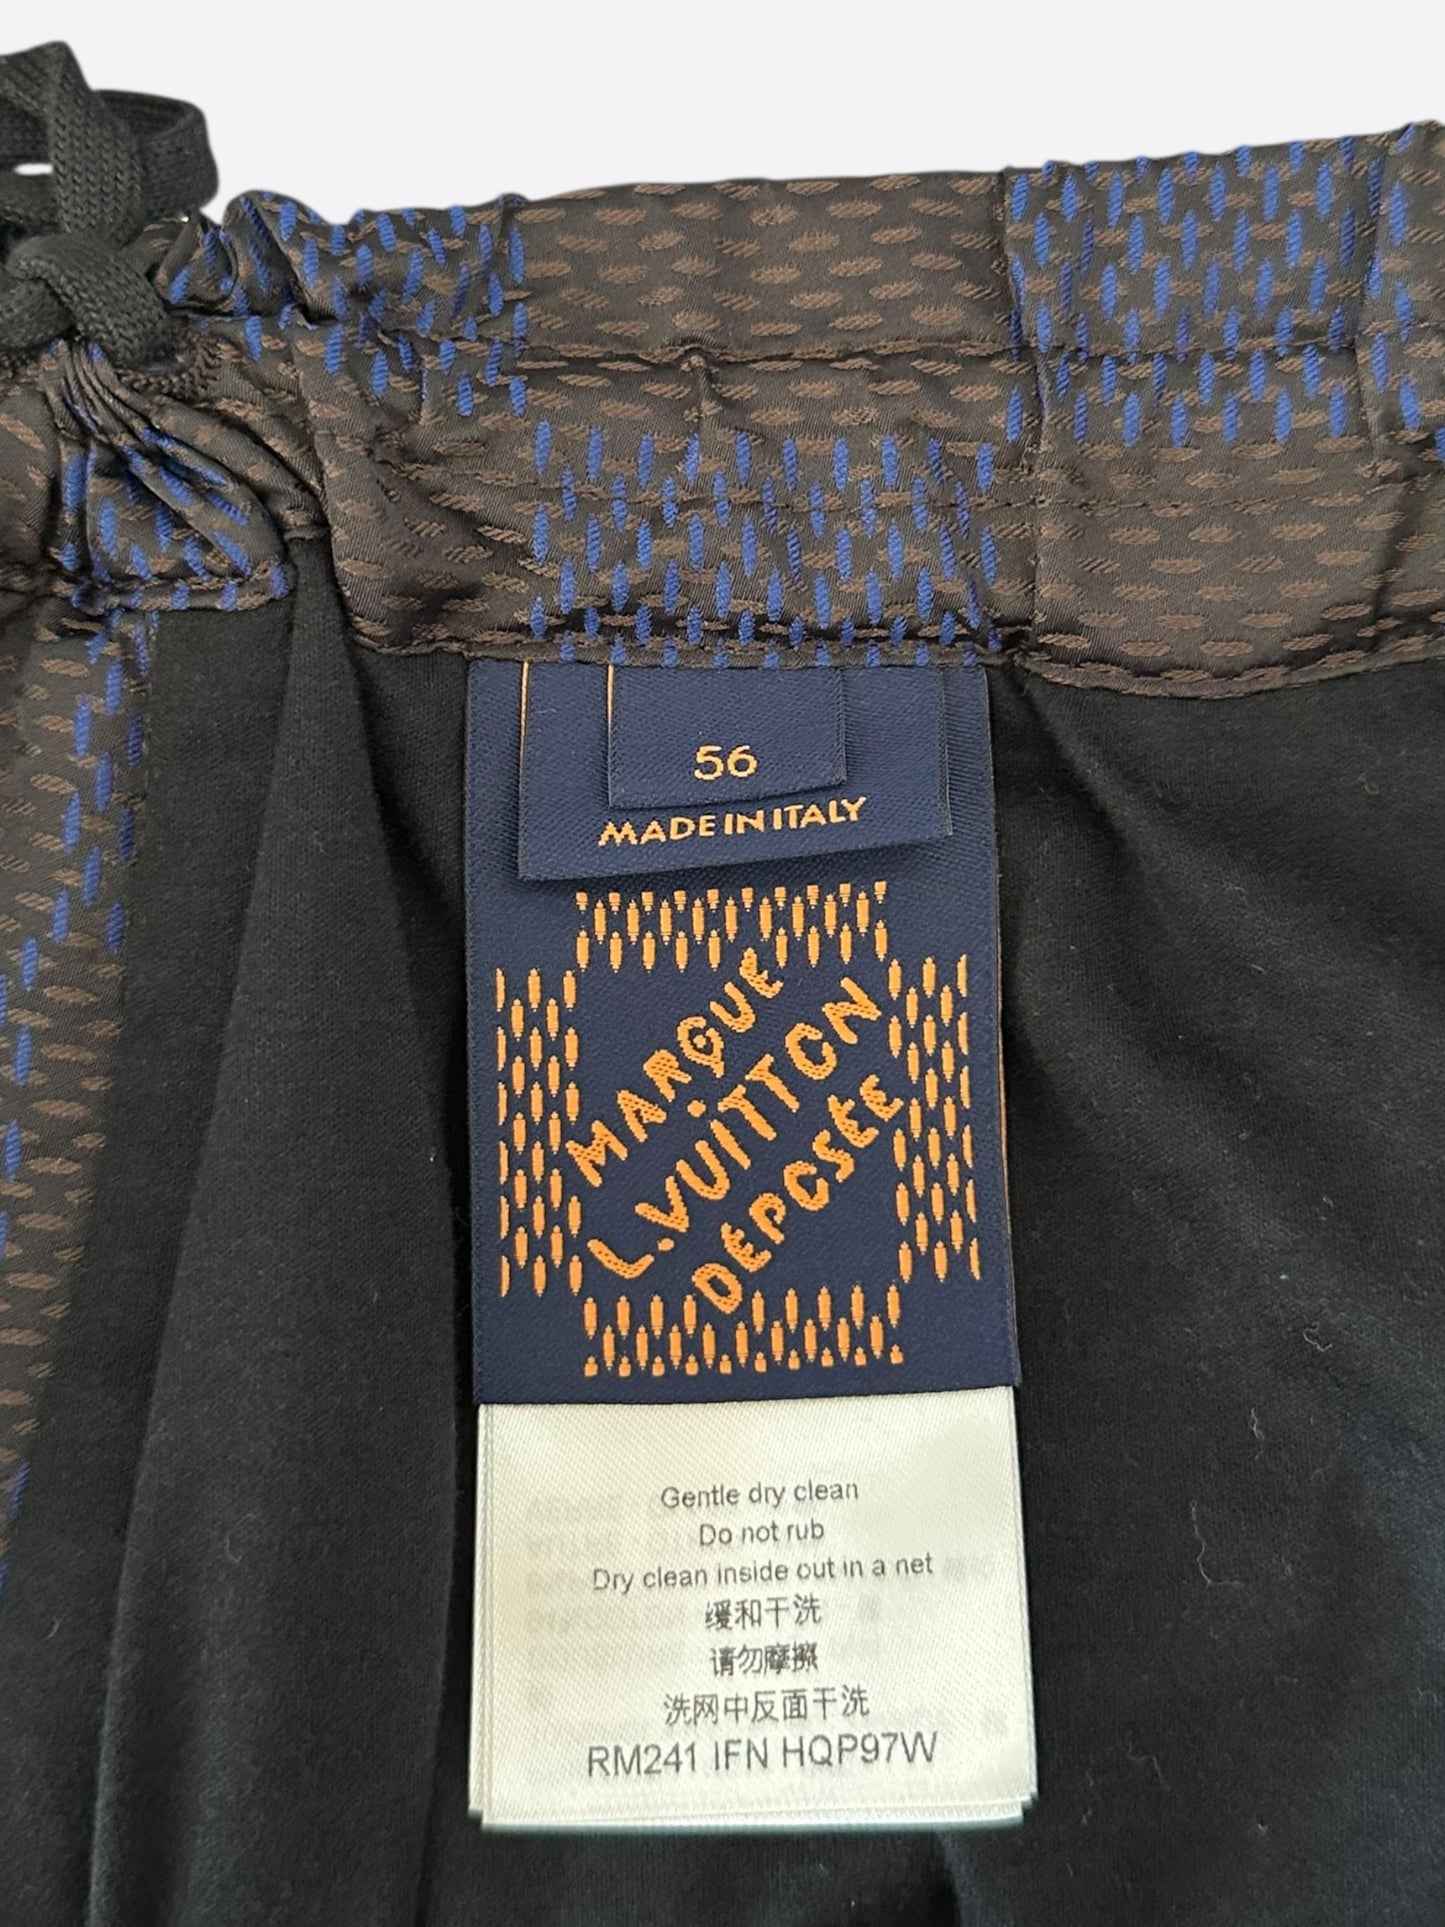 56
MADE IN ITALY
MARQUE
L.VUITTON
DÉPOSÉE
Gentle dry clean
Do not rub
Dry clean inside out in a net
缓和干洗
请勿摩擦
洗网中反面干洗
RM241 IFN HQP97W